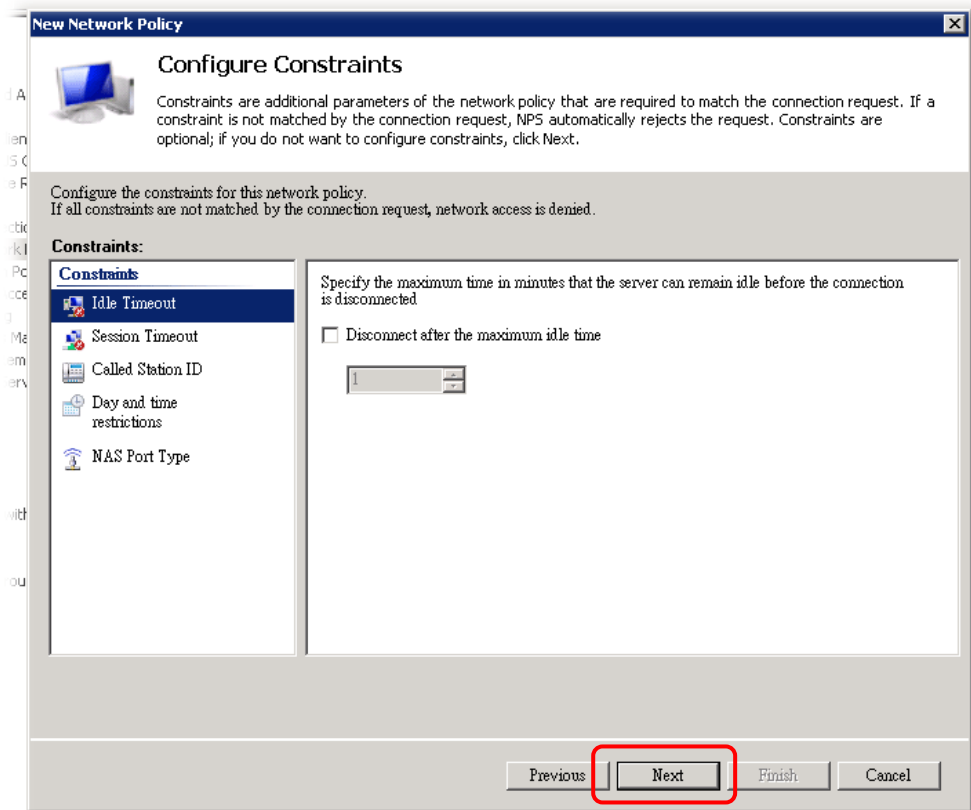 New Network Policy
Configure Constraints
Constraints are additional parameters of the network policy that are required to match the connection request. If a
constraint is not matched by the connection request, NPS automatically rejects the request. Constraints are
optional; if you do not want to configure constraints, click Next.
Configure the constraints for this network policy.
If all constraints are not matched by the connection request, network access is denied.
Constraints:
Constraints
Idle Timeout
Session Timeout
Called Station ID
Day and time
restrictions
NAS Port Type
Specify the maximum time in minutes that the server can remain idle before the connection
is disconnected
Disconnect after the maximum idle time
1
Previous
Next
Finish
Cancel